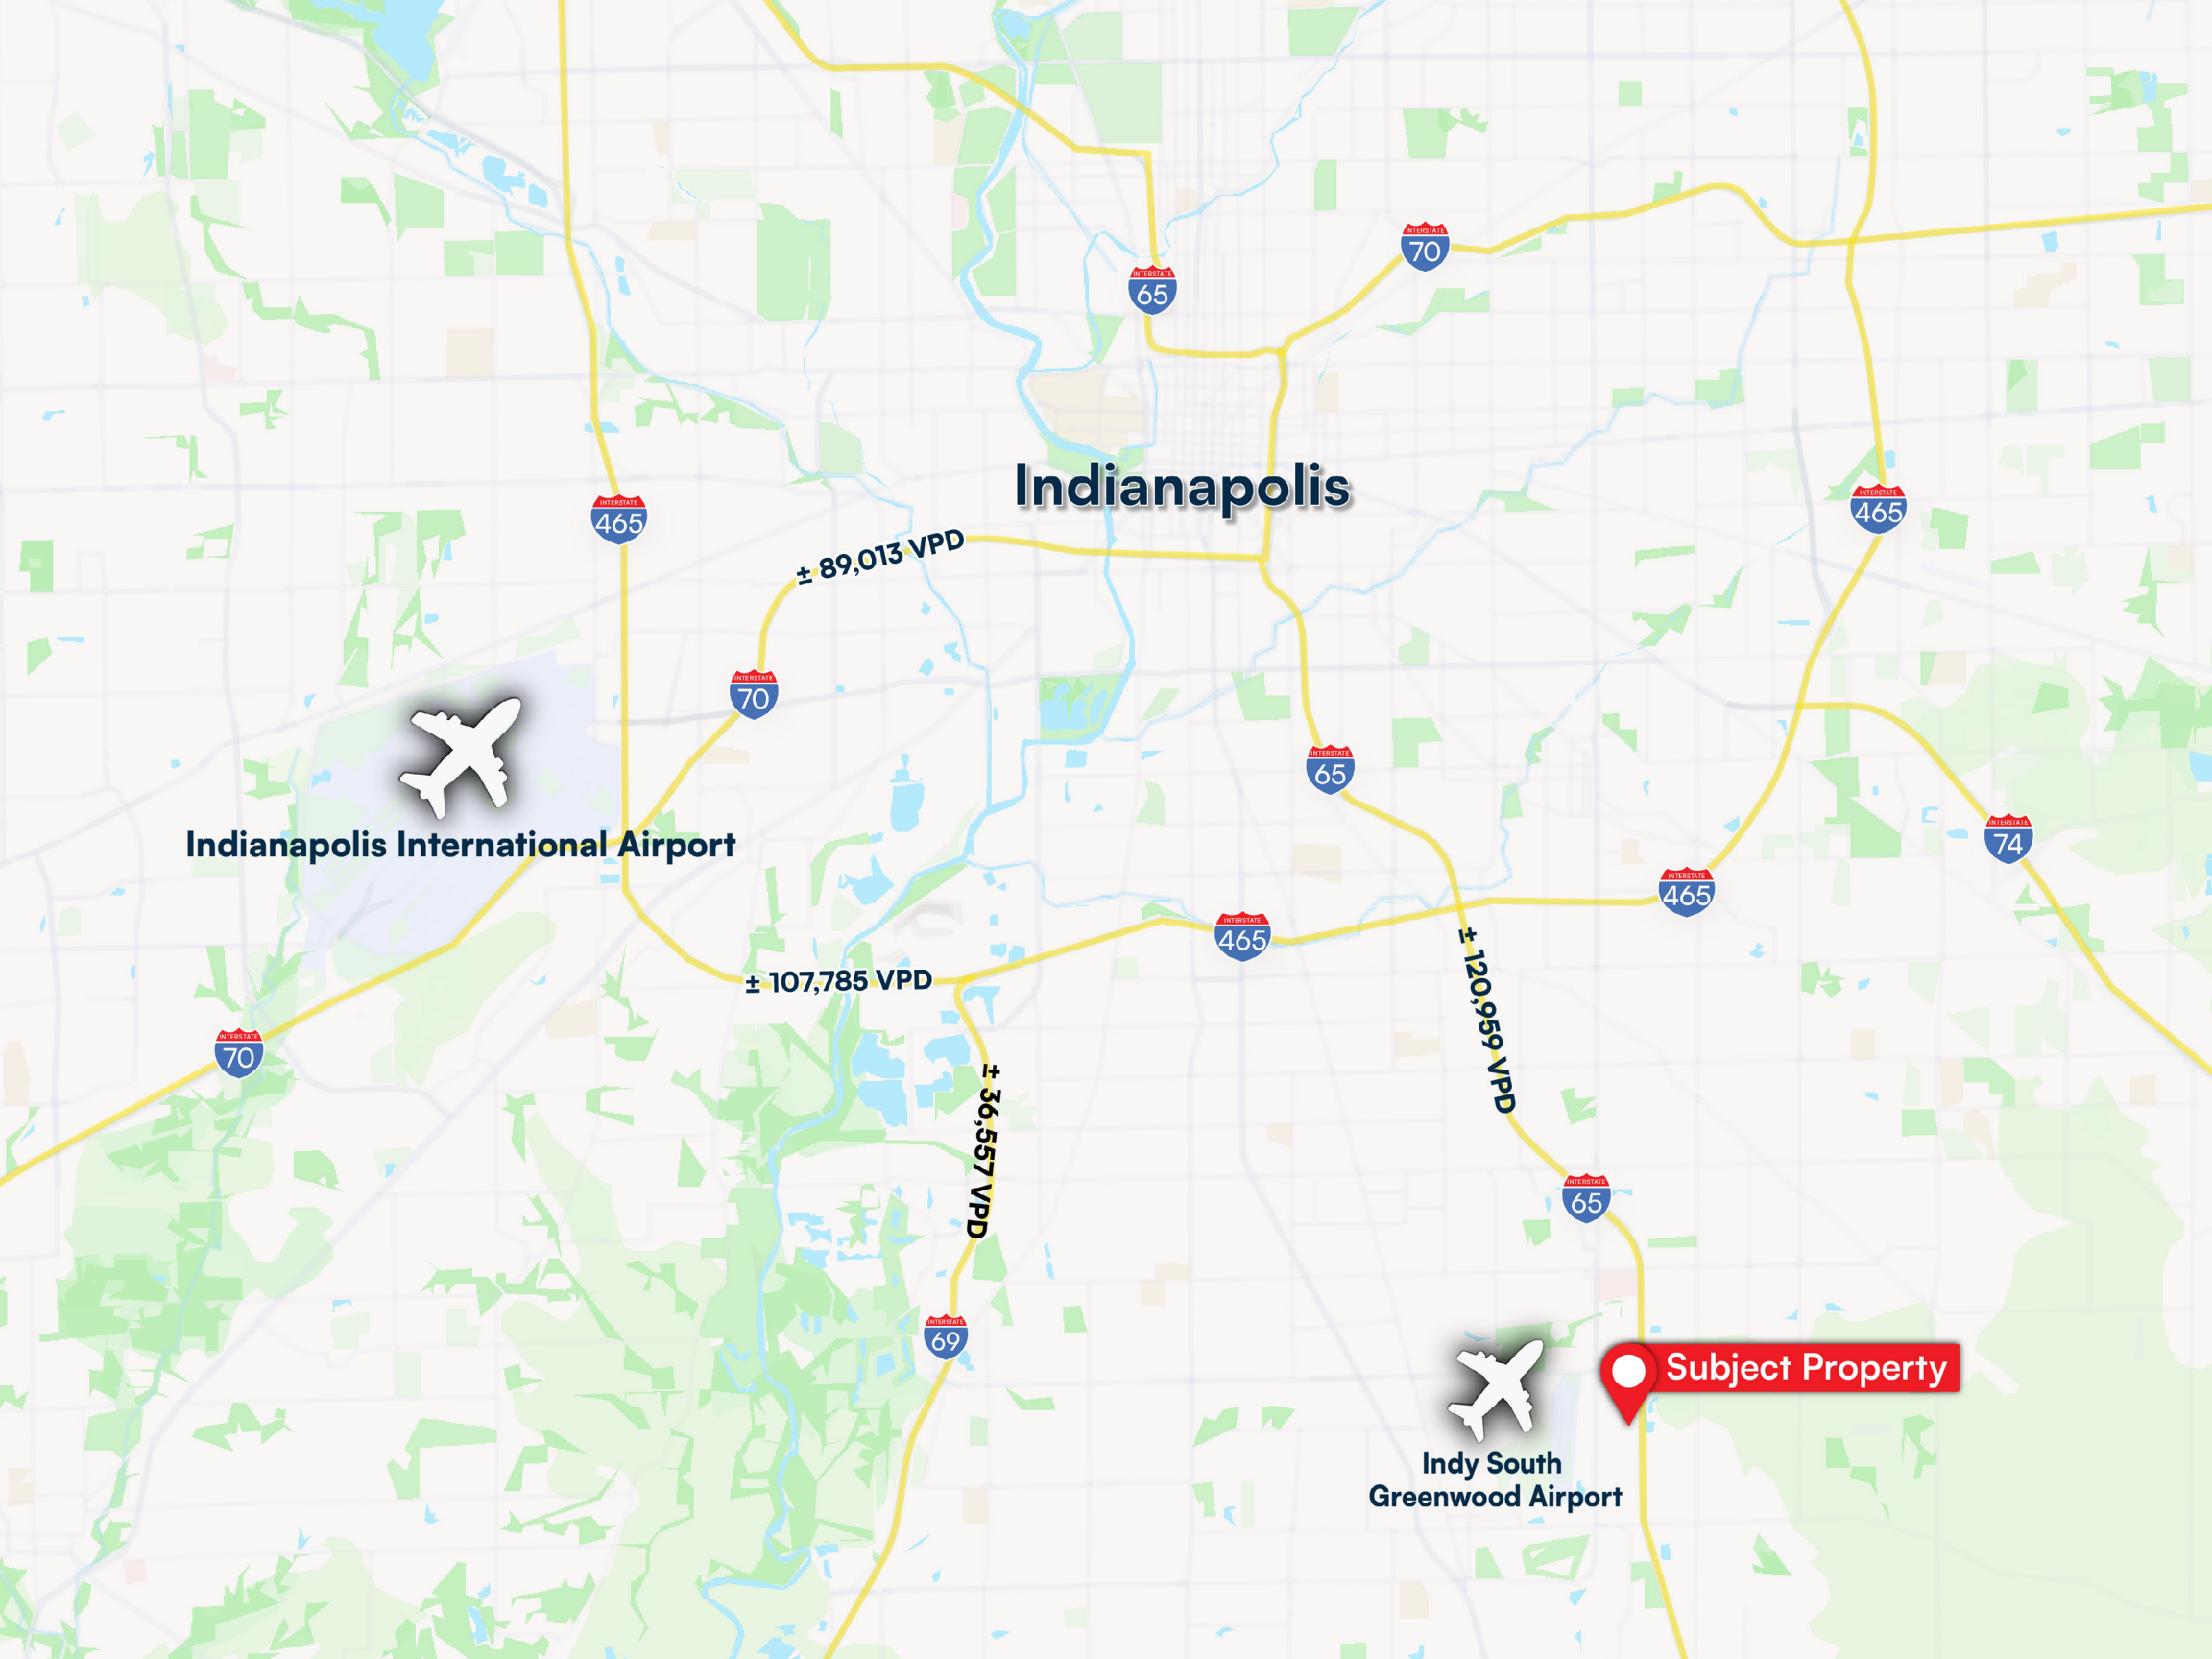 INTERSTATE
70
INTERSTATE
65
Indianapolis
INTERSTATE
465
INTERSTATE
465
± 89,013 VPD
INTERSTATE
70
INTERSTATE
65
Indianapolis International Airport
INTERSTATE
74
INTERSTATE
465
INTERSTATE
465
± 107,785 VPD
± 120,959 VPD
INTERSTATE
70
± 36,557 VPD
INTERSTATE
65
INTERSTATE
69
Subject Property
Indy South
Greenwood Airport